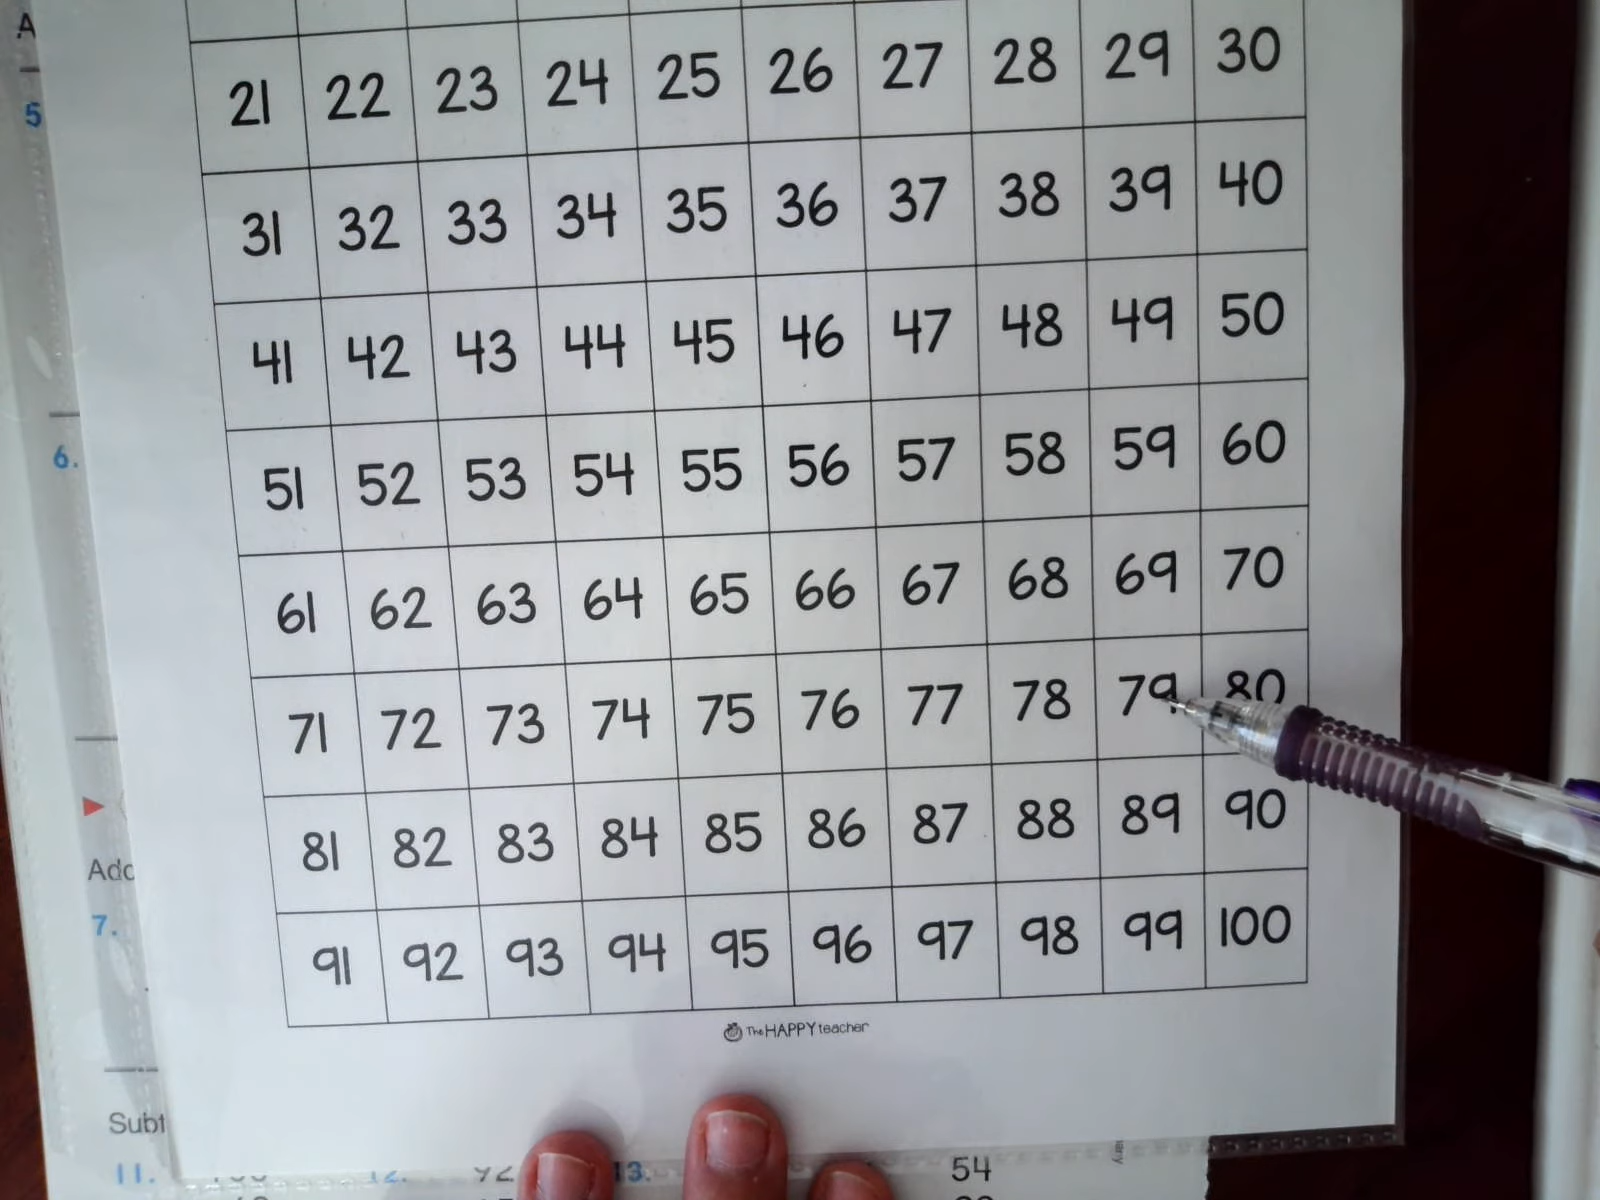 A
5
21 22 23 24 25 26 27 28 29 30
31 32 33 34 35 36 37 38 39 40
41 42 43 44 45 46 47 48 49 50
6.
51 52 53 54 55 56 57 58 59 60
61 62 63 64 65 66 67 68 69 70
71 72 73 74 75 76 77 78 79 80
81 82 83 84 85 86 87 88 89 90
Add
7.
91 92 93 94 95 96 97 98 99 100
The HAPPY teacher
Subt
11. 12. 92 13. 54